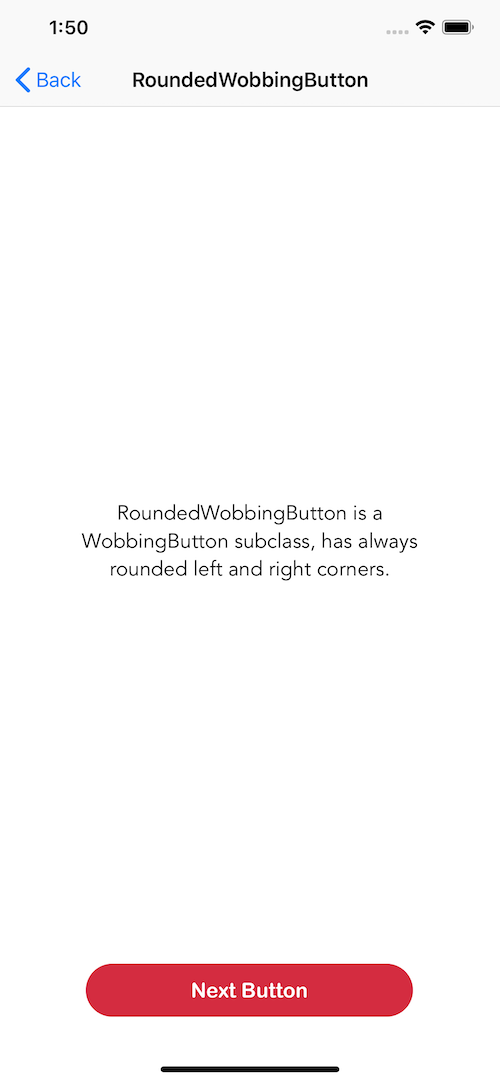 1:50
Back
RoundedWobbingButton
RoundedWobbingButton is a
WobbingButton subclass, has always
rounded left and right corners.
Next Button